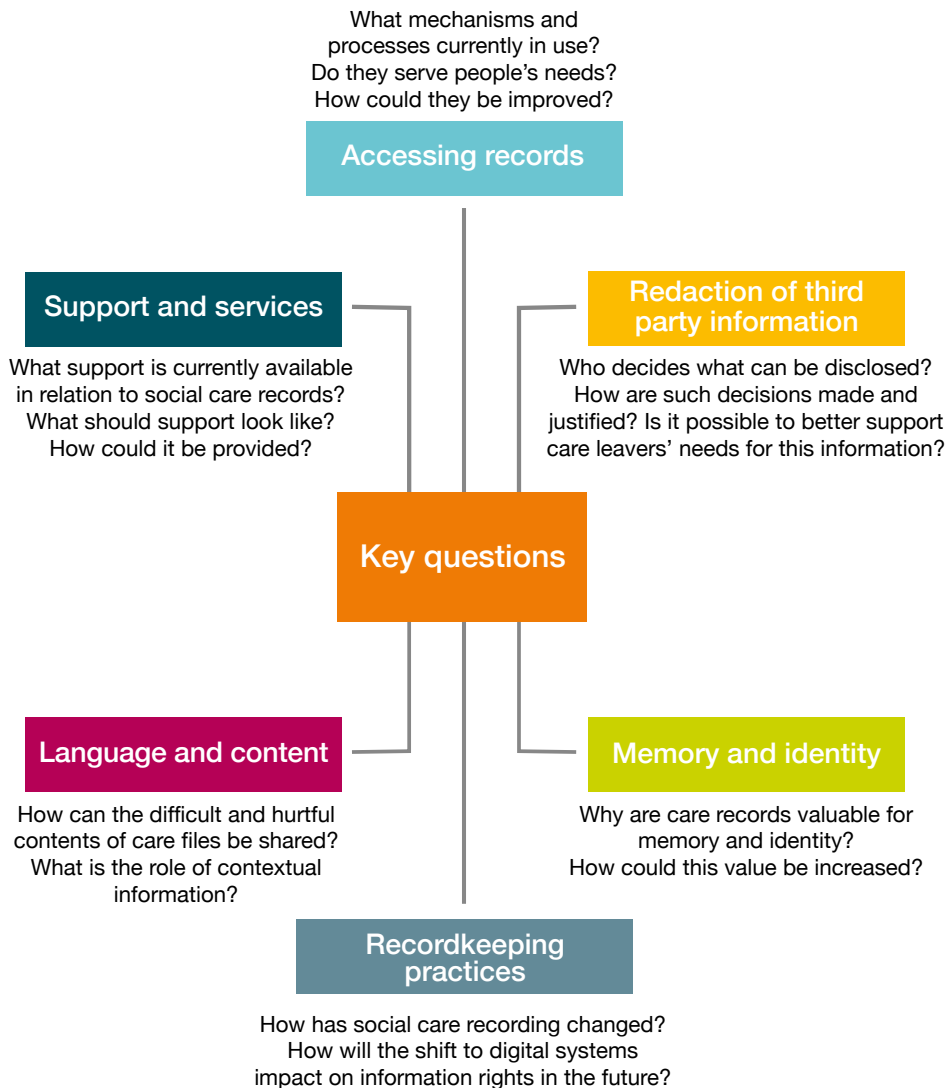 What mechanisms and
processes currently in use?
Do they serve people’s needs?
How could they be improved?
Accessing records
Support and services
What support is currently available
in relation to social care records?
What should support look like?
How could it be provided?
Redaction of third
party information
Who decides what can be disclosed?
How are such decisions made and
justified? Is it possible to better support
care leavers’ needs for this information?
Key questions
Language and content
How can the difficult and hurtful
contents of care files be shared?
What is the role of contextual
information?
Memory and identity
Why are care records valuable for
memory and identity?
How could this value be increased?
Recordkeeping
practices
How has social care recording changed?
How will the shift to digital systems
impact on information rights in the future?